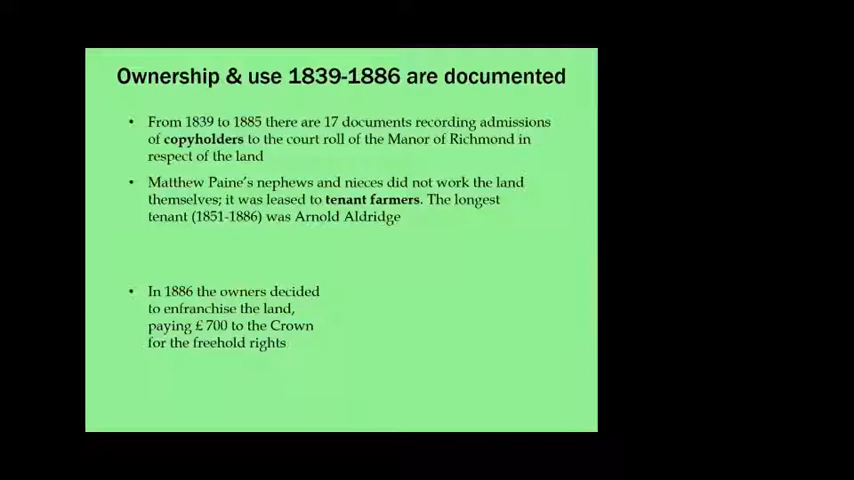 Ownership & use 1839-1886 are documented
• From 1839 to 1885 there are 17 documents recording admissions
of copyholders to the court roll of the Manor of Richmond in
respect of the land
• Matthew Paine's nephews and nieces did not work the land
themselves; it was leased to tenant farmers. The longest
tenant (1851-1886) was Arnold Aldridge
• In 1886 the owners decided
to enfranchise the land,
paying £700 to the Crown
for the freehold rights